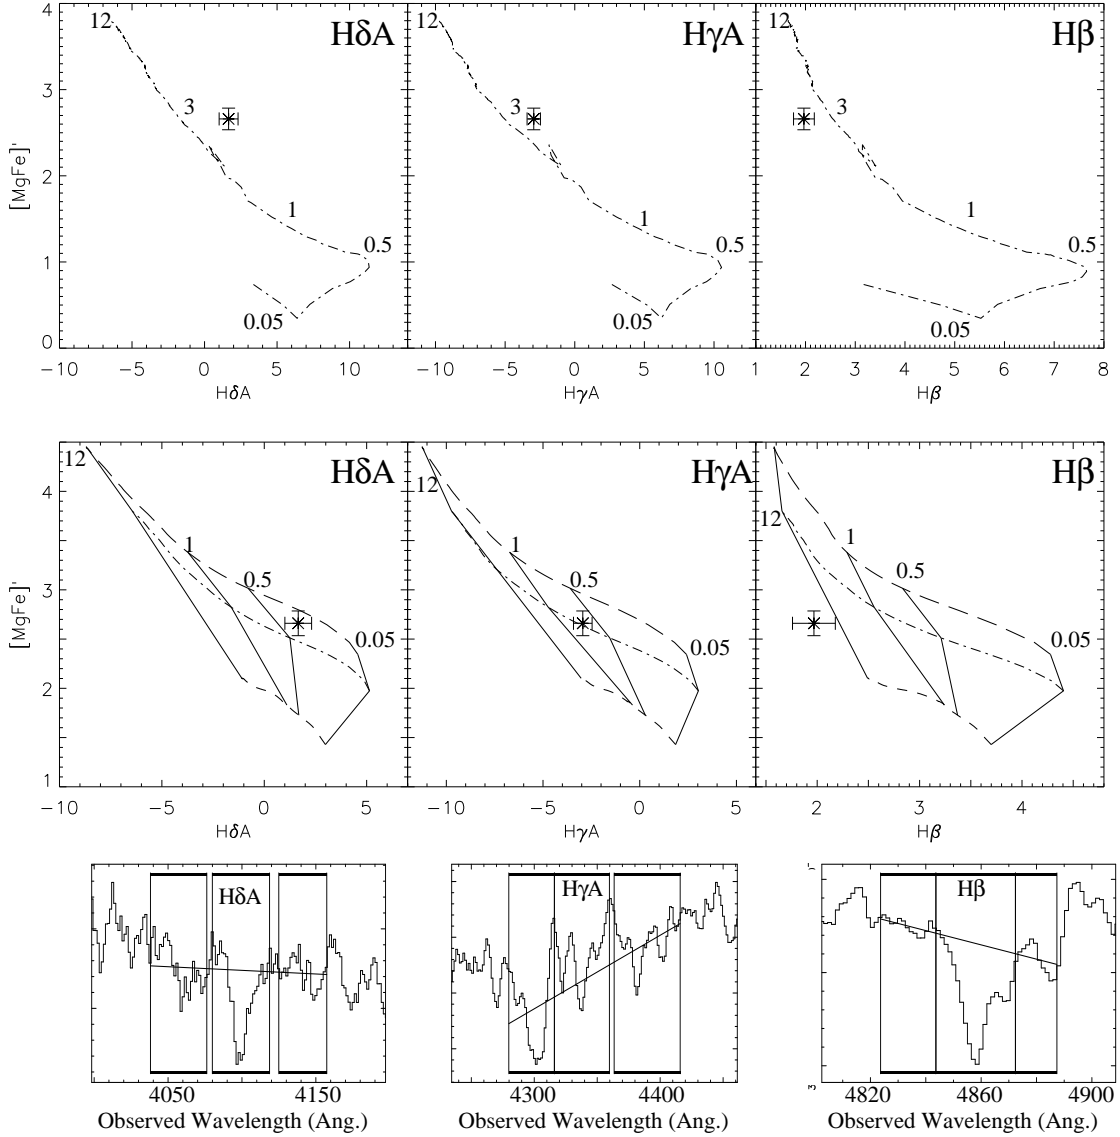 4
3
2
1
0
[MgFe]'
12
HδA
3
1
0.5
0.05
12
HγA
3
1
0.5
0.05
12
Hβ
3
1
0.5
0.05
−10 −5 0 5 10
HδA
−10 −5 0 5 10
HγA
1 2 3 4 5 6 7 8
Hβ
4
3
2
1
[MgFe]'
12
HδA
1
0.5
0.05
12
HγA
1
0.5
0.05
12
Hβ
1
0.5
0.05
−10 −5 0 5
HδA
−10 −5 0 5
HγA
2 3 4
Hβ
HδA
4050 4150
Observed Wavelength (Ang.)
HγA
4300 4400
Observed Wavelength (Ang.)
Hβ
4820 4860 4900
Observed Wavelength (Ang.)